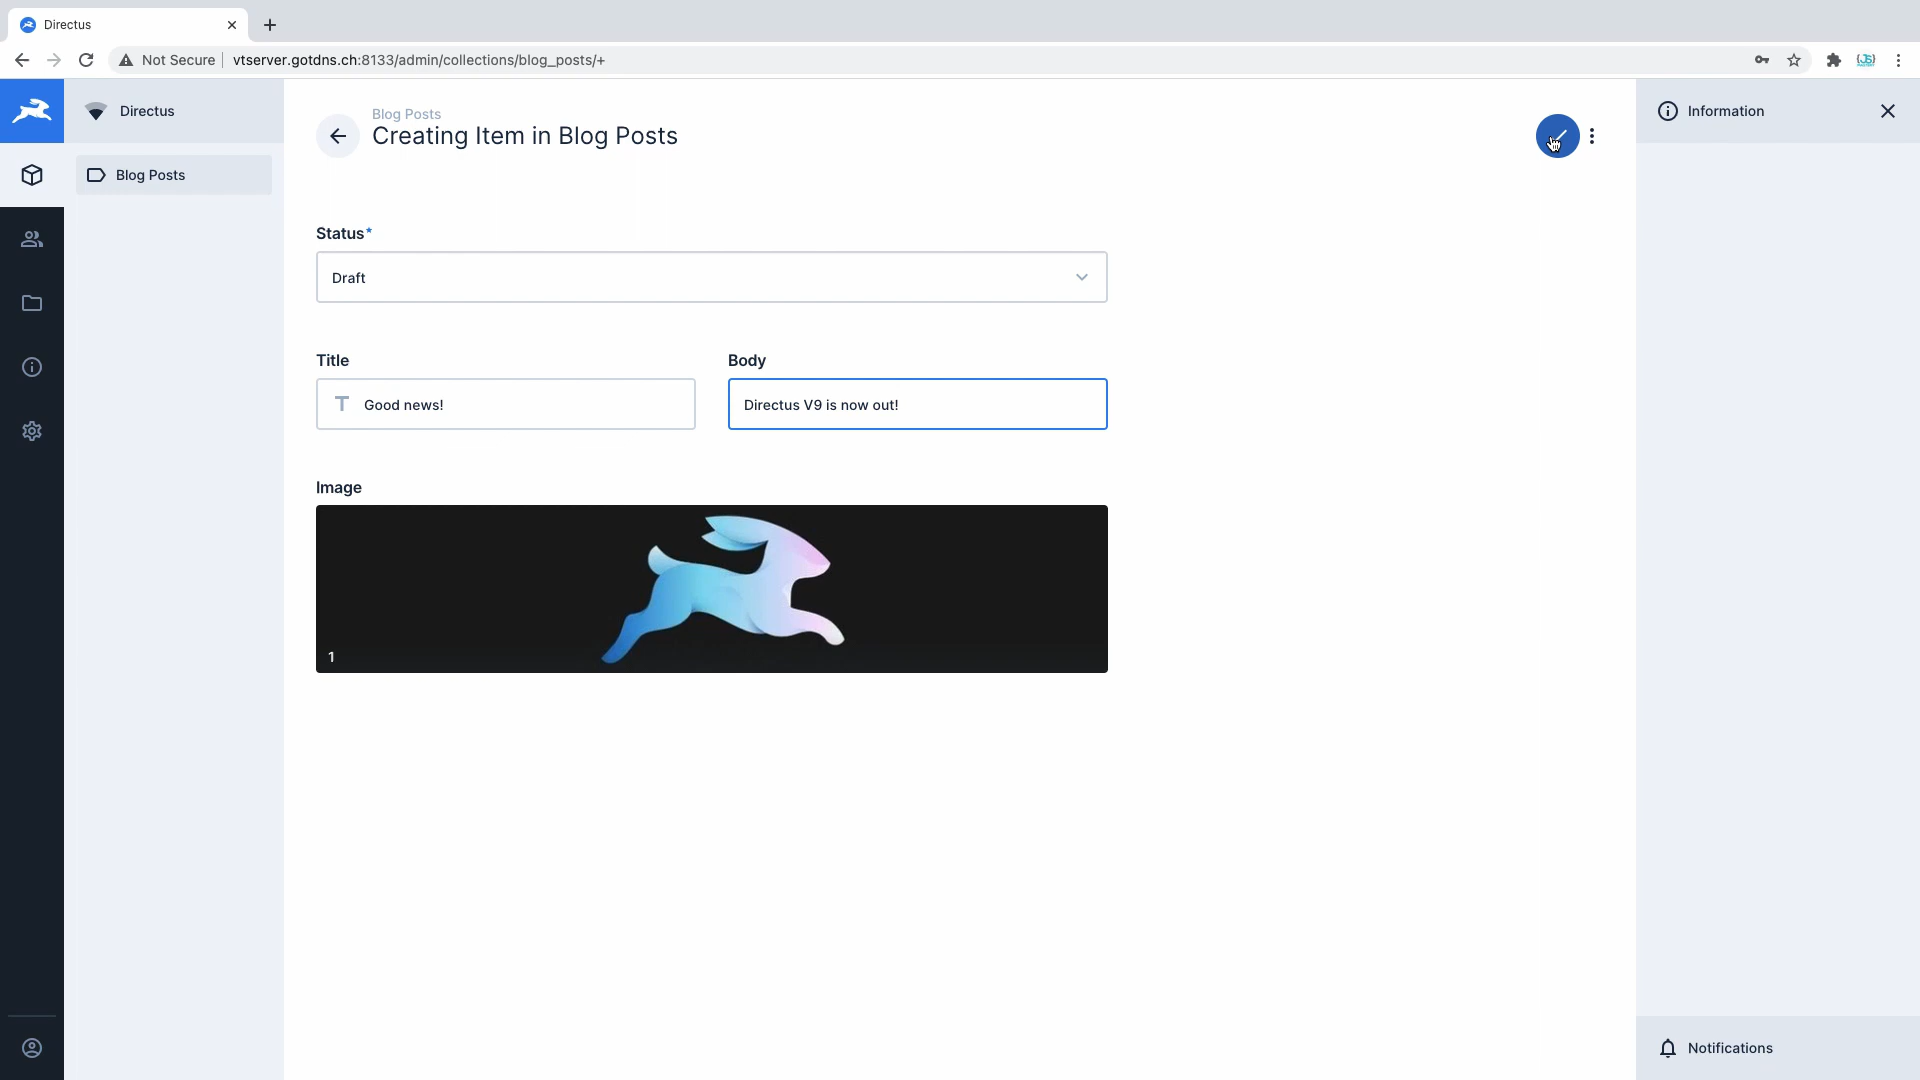 Directus
Not Secure
vtserver.gotdns.ch:8133/admin/collections/blog_posts/+
Directus
Blog Posts
Blog Posts
Creating Item in Blog Posts
Information
Status*
Draft
Title
Body
Good news!
Directus V9 is now out!
Image
1
Notifications